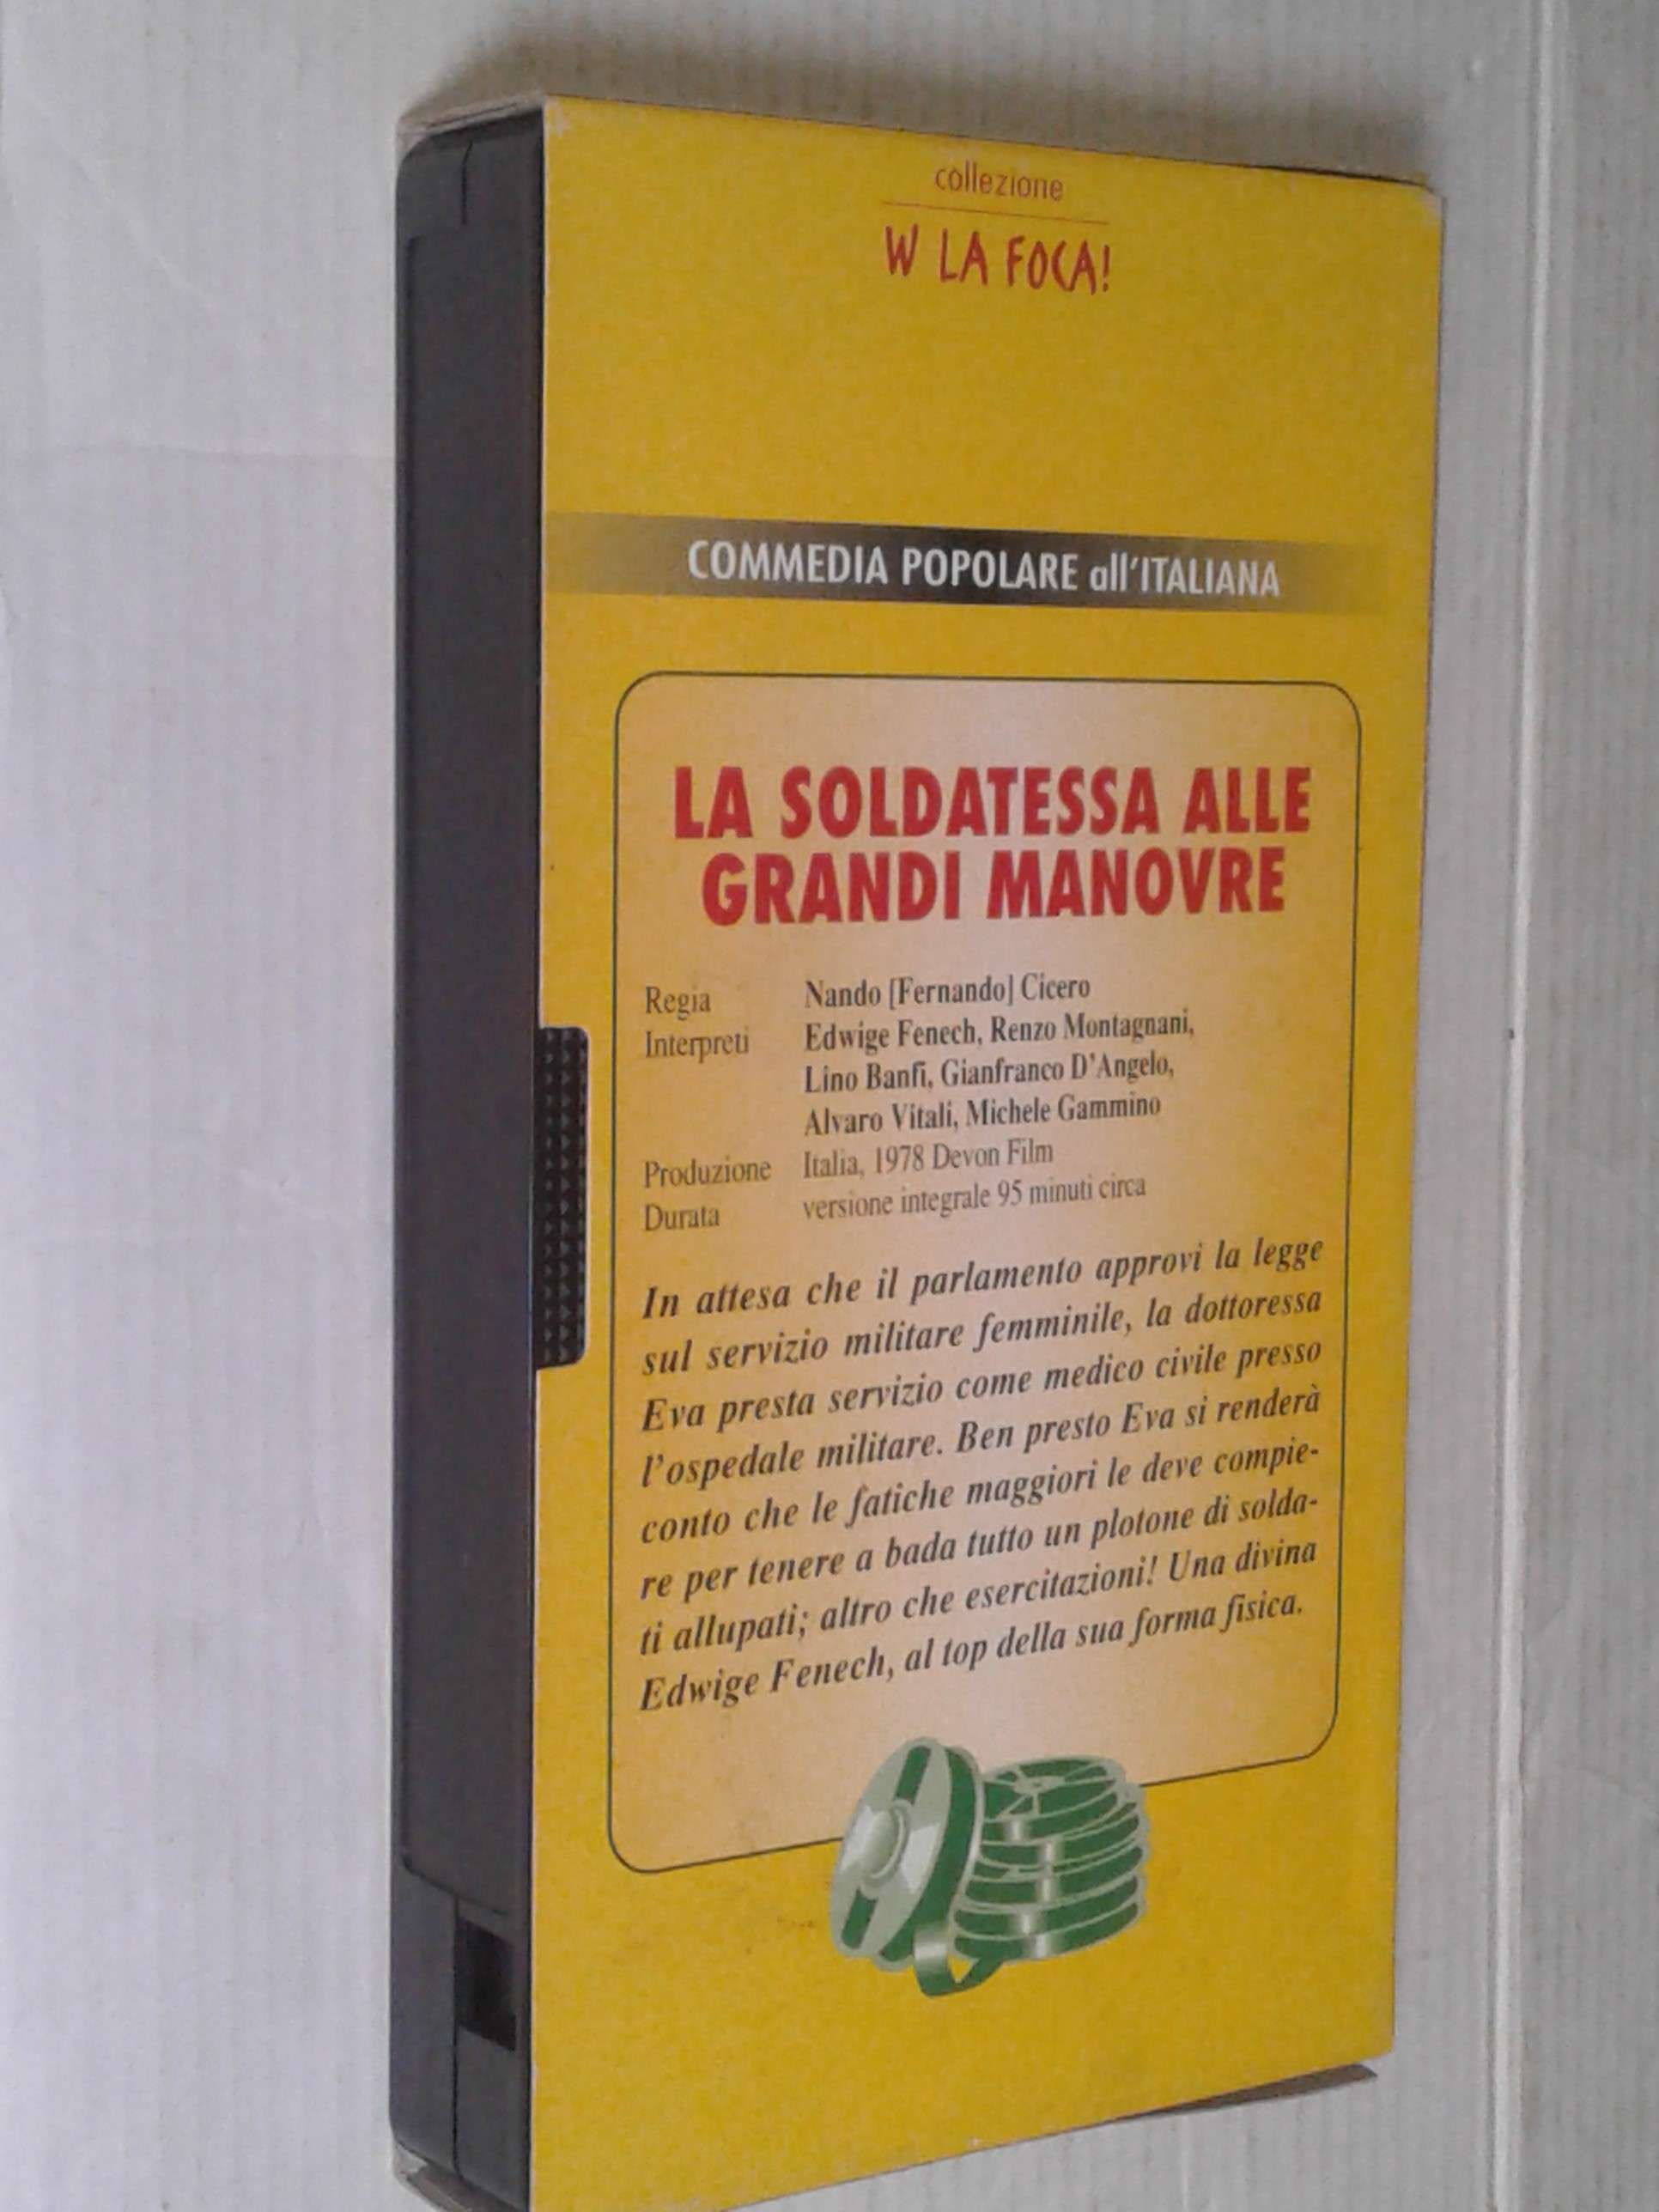 collezione
W LA FOCA!
COMMEDIA POPOLARE all'ITALIANA
LA SOLDATESSA ALLE
GRANDI MANOVRE
Regia Nando [Fernando] Cicero
Interpreti Edwige Fenech, Renzo Montagnani,
Lino Banfi, Gianfranco D'Angelo,
Alvaro Vitali, Michele Gammino
Produzione Italia, 1978 Devon Film
Durata versione integrale 95 minuti circa
In attesa che il parlamento approvi la legge
sul servizio militare femminile, la dottoressa
Eva presta servizio come medico civile presso
l'ospedale militare. Ben presto Eva si renderà
conto che le fatiche maggiori le deve compie-
re per tenere a bada tutto un plotone di solda-
ti allupati; altro che esercitazioni! Una divina
Edwige Fenech, al top della sua forma fisica.